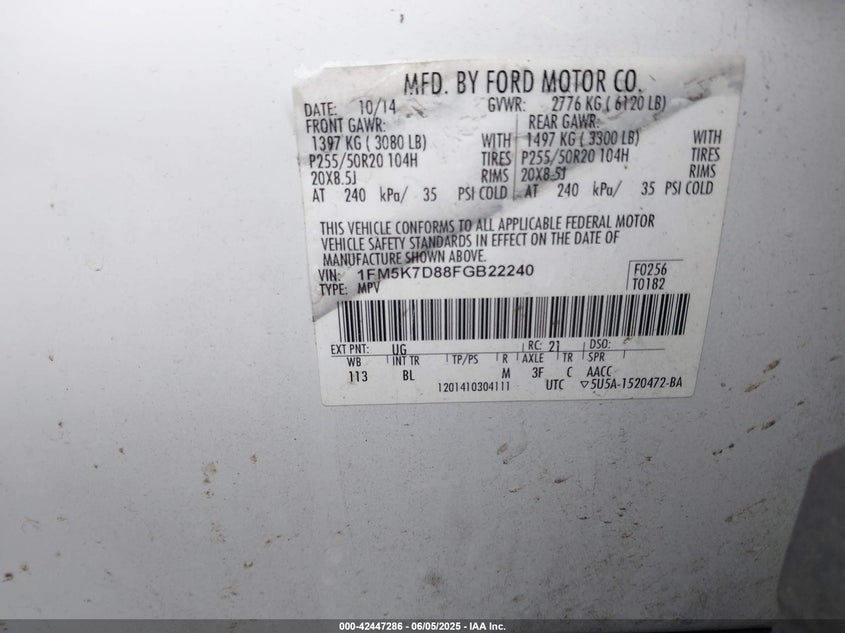 MFD. BY FORD MOTOR CO.
DATE: 10/14 GVWR: 2776 KG ( 6120 LB)
FRONT GAWR: REAR GAWR:
1397 KG ( 3080 LB) WITH 1497 KG ( 3300 LB) WITH
P255/50R20 104H TIRES P255/50R20 104H TIRES
20X8.5J RIMS 20X8.5J RIMS
AT 240 kPa/ 35 PSI COLD AT 240 kPa/ 35 PSI COLD
THIS VEHICLE CONFORMS TO ALL APPLICABLE FEDERAL MOTOR
VEHICLE SAFETY STANDARDS IN EFFECT ON THE DATE OF
MANUFACTURE SHOWN ABOVE.
VIN: 1FM5K7D88FGB22240 F0256
TYPE: MPV T0182
EXT PNT: UG RC: 21 DSO:
WB INT TR TP/PS R AXLE TR SPR
113 BL M 3F C AACC
1201410304111 UTC ▽5U5A-1520472-BA
000-42447286 - 06/05/2025 - IAA Inc.